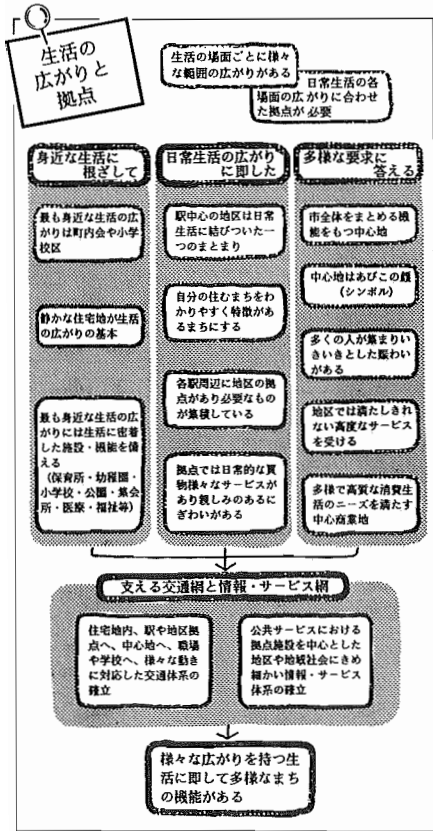 生活の
広がりと
拠点
生活の場面ごとに様々
な範囲の広がりがある
日常生活の各
場面の広がりに合わせ
た拠点が必要
身近な生活に
根ざして
最も身近な生活の広
がりは町内会や小学
校区
静かな住宅地が生活
の広がりの基本
最も身近な生活の広
がりには生活に密着
した施設・機能を備
える
(保育所・幼稚園・
小学校・公園・集会
所・医療・福祉等)
日常生活の広がり
に即した
駅中心の地区は日常
生活に結びついた一
つのまとまり
自分の住むまちをわ
かりやすく特徴が
あるまちにする
各駅周辺に地区の拠
点があり必要なもの
が集積している
拠点では日常的な買
物様々なサービスが
あり親しみのあるに
ぎわいがある
多様な要求に
答える
市全体をまとめる機
能をもつ中心地
中心地はあびこの顔
(シンボル)
多くの人が集まりい
きいきとした賑わい
がある
地区では満たしきれ
ない高度なサービス
を受ける
多様で高質な消費生
活のニーズを満たす
中心商業地
支える交通網と情報・サービス網
住宅地内、駅や地区拠
点へ、中心地へ、職場
や学校へ、様々な動き
に対応した交通体系の
確立
公共サービスにおける
拠点施設を中心とした
地区や地域社会にきめ
細かい情報・サービス
体系の確立
様々な広がりを持つ生
活に即して多様なまち
の機能がある